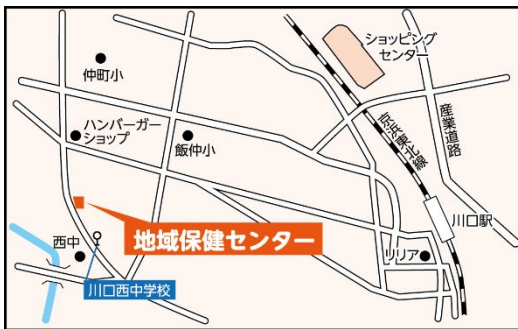 ショッピング
センター
仲町小
ハンバーガー
ショップ
飯仲小
京浜東北線
産業道路
川口駅
地域保健センター
西中
リリア
川口西中学校